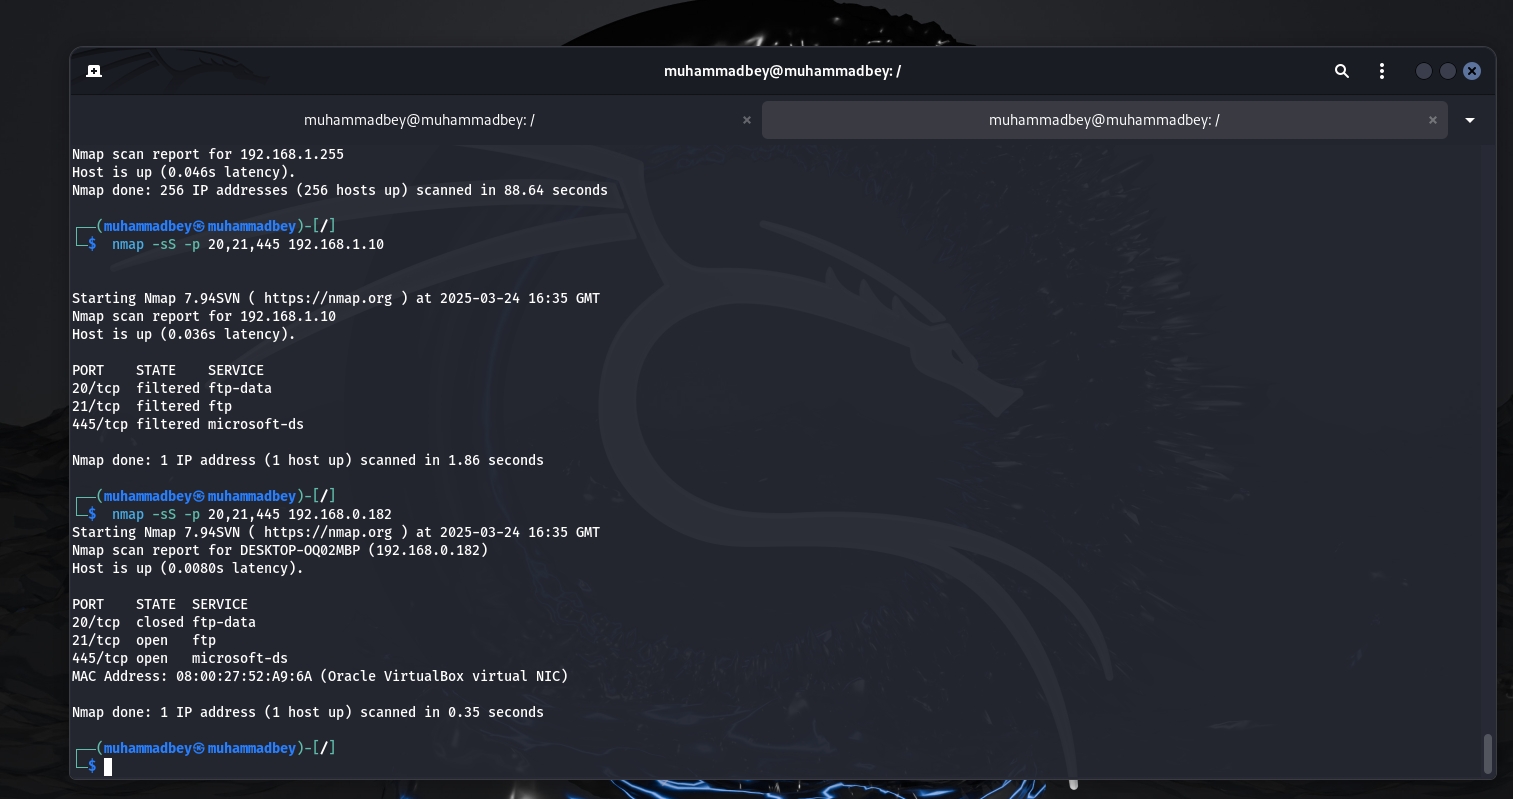 muhammadbey@muhammadbey: /
muhammadbey@muhammadbey: /
muhammadbey@muhammadbey: /
Nmap scan report for 192.168.1.255
Host is up (0.046s latency).
Nmap done: 256 IP addresses (256 hosts up) scanned in 88.64 seconds
┌──(muhammadbey㉿muhammadbey)-[/]
└─$  nmap -sS -p 20,21,445 192.168.1.10
Starting Nmap 7.94SVN ( https://nmap.org ) at 2025-03-24 16:35 GMT
Nmap scan report for 192.168.1.10
Host is up (0.036s latency).
PORT    STATE    SERVICE
20/tcp  filtered ftp-data
21/tcp  filtered ftp
445/tcp filtered microsoft-ds
Nmap done: 1 IP address (1 host up) scanned in 1.86 seconds
┌──(muhammadbey㉿muhammadbey)-[/]
└─$  nmap -sS -p 20,21,445 192.168.0.182
Starting Nmap 7.94SVN ( https://nmap.org ) at 2025-03-24 16:35 GMT
Nmap scan report for DESKTOP-OQ02MBP (192.168.0.182)
Host is up (0.0080s latency).
PORT    STATE  SERVICE
20/tcp  closed ftp-data
21/tcp  open   ftp
445/tcp open   microsoft-ds
MAC Address: 08:00:27:52:A9:6A (Oracle VirtualBox virtual NIC)
Nmap done: 1 IP address (1 host up) scanned in 0.35 seconds
┌──(muhammadbey㉿muhammadbey)-[/]
└─$